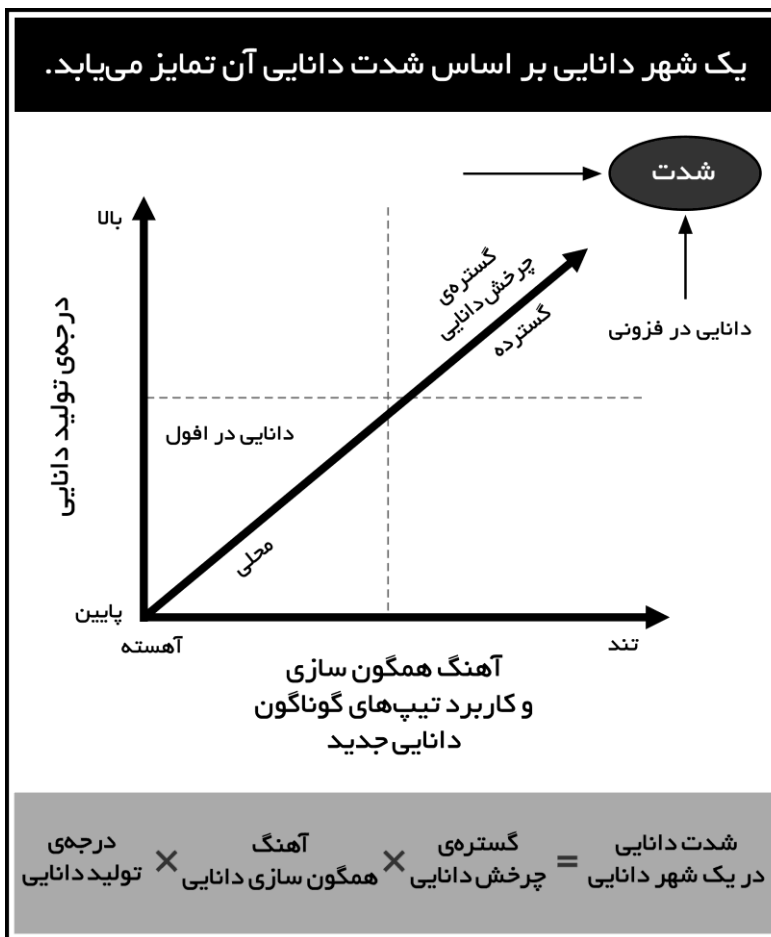 یک شهر دانایی بر اساس شدت دانایی آن تمایز می‌یابد.
شدت
بالا
گستره‌ی
چرخش دانایی
گسترده
دانایی در فزونی
درجه‌ی تولید دانایی
دانایی در افول
محلی
پایین
آهسته
تند
آهنگ همگون سازی
و کاربرد تیپ‌های گوناگون
دانایی جدید
شدت دانایی
در یک شهر دانایی
=
گستره‌ی
چرخش دانایی
×
آهنگ
همگون سازی دانایی
×
درجه‌ی
تولید دانایی